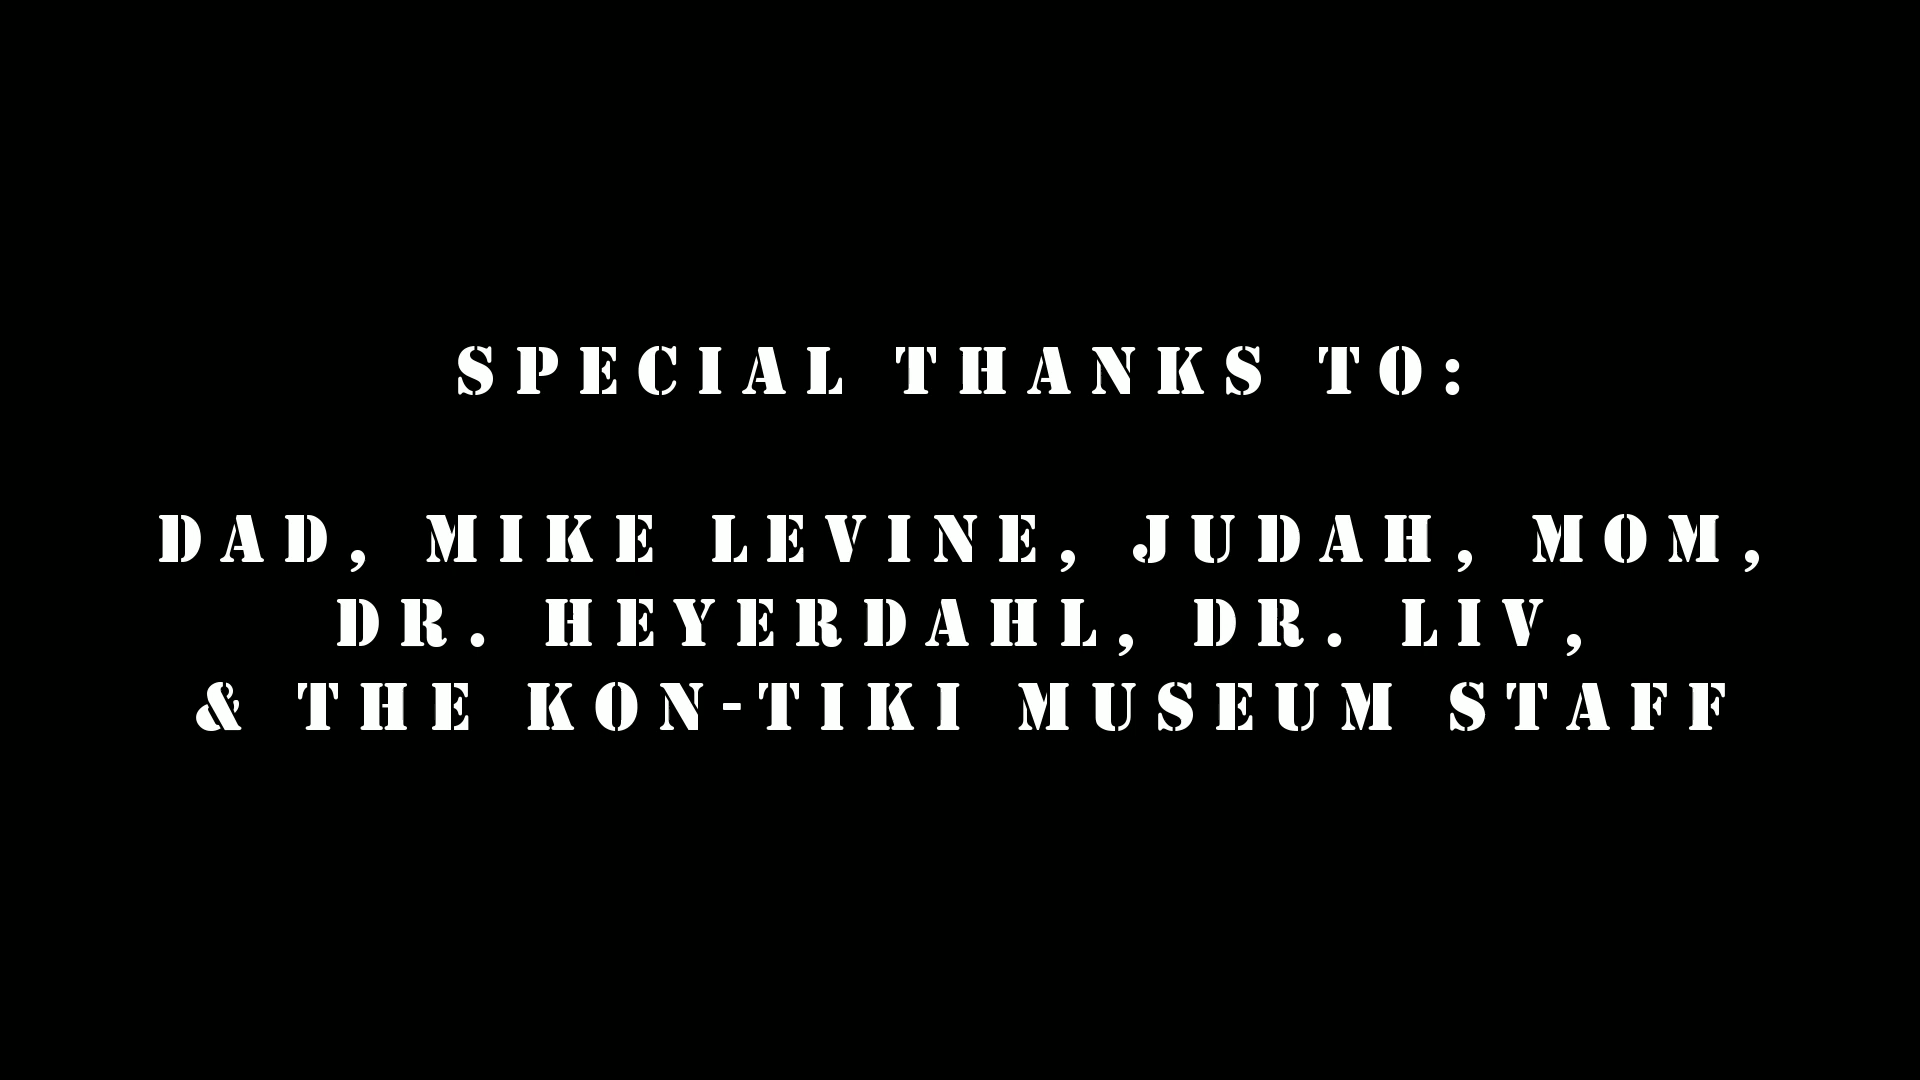 SPECIAL THANKS TO:
DAD, MIKE LEVINE, JUDAH, MOM,
DR. HEYERDAHL, DR. LIV,
& THE KON-TIKI MUSEUM STAFF